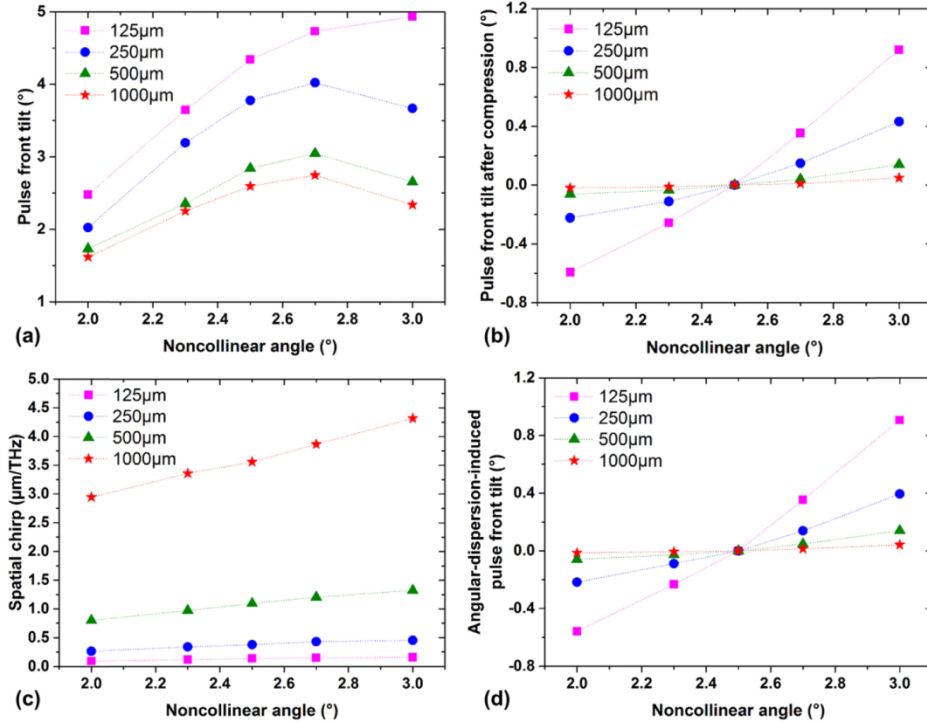 5
4
3
2
1
Pulse front tilt (°)
125μm
250μm
500μm
1000μm
2.0 2.2 2.4 2.6 2.8 3.0
(a) Noncollinear angle (°)
1.2
0.8
0.4
0.0
-0.4
-0.8
Pulse front tilt after compression (°)
125μm
250μm
500μm
1000μm
2.0 2.2 2.4 2.6 2.8 3.0
(b) Noncollinear angle (°)
5.0
4.5
4.0
3.5
3.0
2.5
2.0
1.5
1.0
0.5
0.0
Spatial chirp (μm/THz)
125μm
250μm
500μm
1000μm
2.0 2.2 2.4 2.6 2.8 3.0
(c) Noncollinear angle (°)
1.2
0.8
0.4
0.0
-0.4
-0.8
Angular-dispersion-induced
pulse front tilt (°)
125μm
250μm
500μm
1000μm
2.0 2.2 2.4 2.6 2.8 3.0
(d) Noncollinear angle (°)